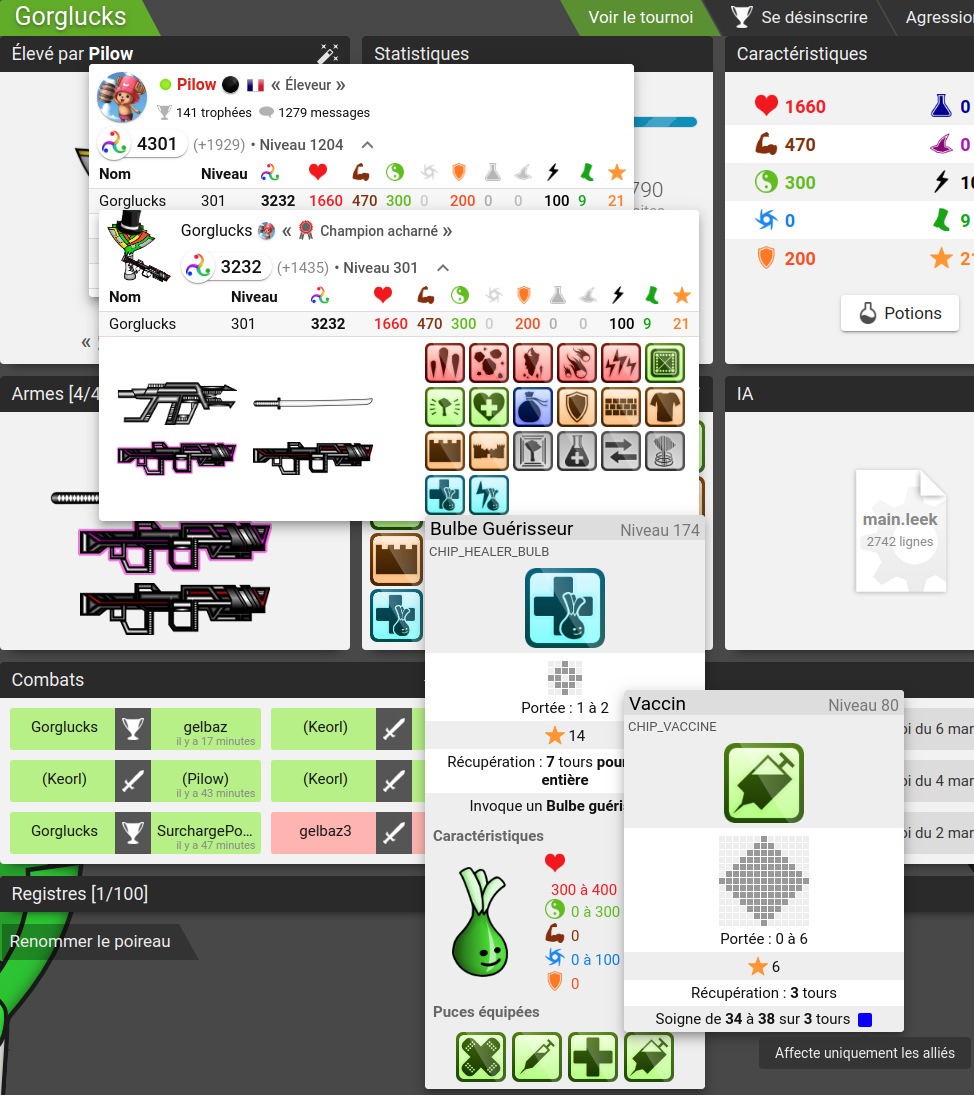 Gorglucks
Voir le tournoi
Se désinscrire
Élevé par Pilow
Statistiques
Caractéristiques
Pilow « Éleveur »
141 trophées 1279 messages
4301 (+1929) • Niveau 1204
Nom Niveau
Gorglucks 301 3232 1660 470 300 0 200 0 0 100 9 21
790
1660 0
470 0
300
0 9
200
Potions
Gorglucks « Champion acharné »
3232 (+1435) • Niveau 301
Nom Niveau
Gorglucks 301 3232 1660 470 300 0 200 0 0 100 9 21
«
Armes [4/4
IA
main.leek
2742 lignes
Bulbe Guérisseur Niveau 174
CHIP_HEALER_BULB
Portée : 1 à 2
14
Récupération : 7 tours pour
entière
Invoque un Bulbe guéris
Caractéristiques
300 à 400
0 à 300
0
0 à 100
0
Puces équipées
Vaccin Niveau 80
CHIP_VACCINE
Portée : 0 à 6
6
Récupération : 3 tours
Soigne de 34 à 38 sur 3 tours
Affecte uniquement les alliés
Combats
Gorglucks gelbaz
il y a 17 minutes
(Keorl)
(Keorl) (Pilow)
il y a 43 minutes
(Keorl)
Gorglucks SurchargePo...
il y a 47 minutes
gelbaz3
oi du 6 mar
oi du 4 mar
oi du 2 mar
Registres [1/100]
Renommer le poireau